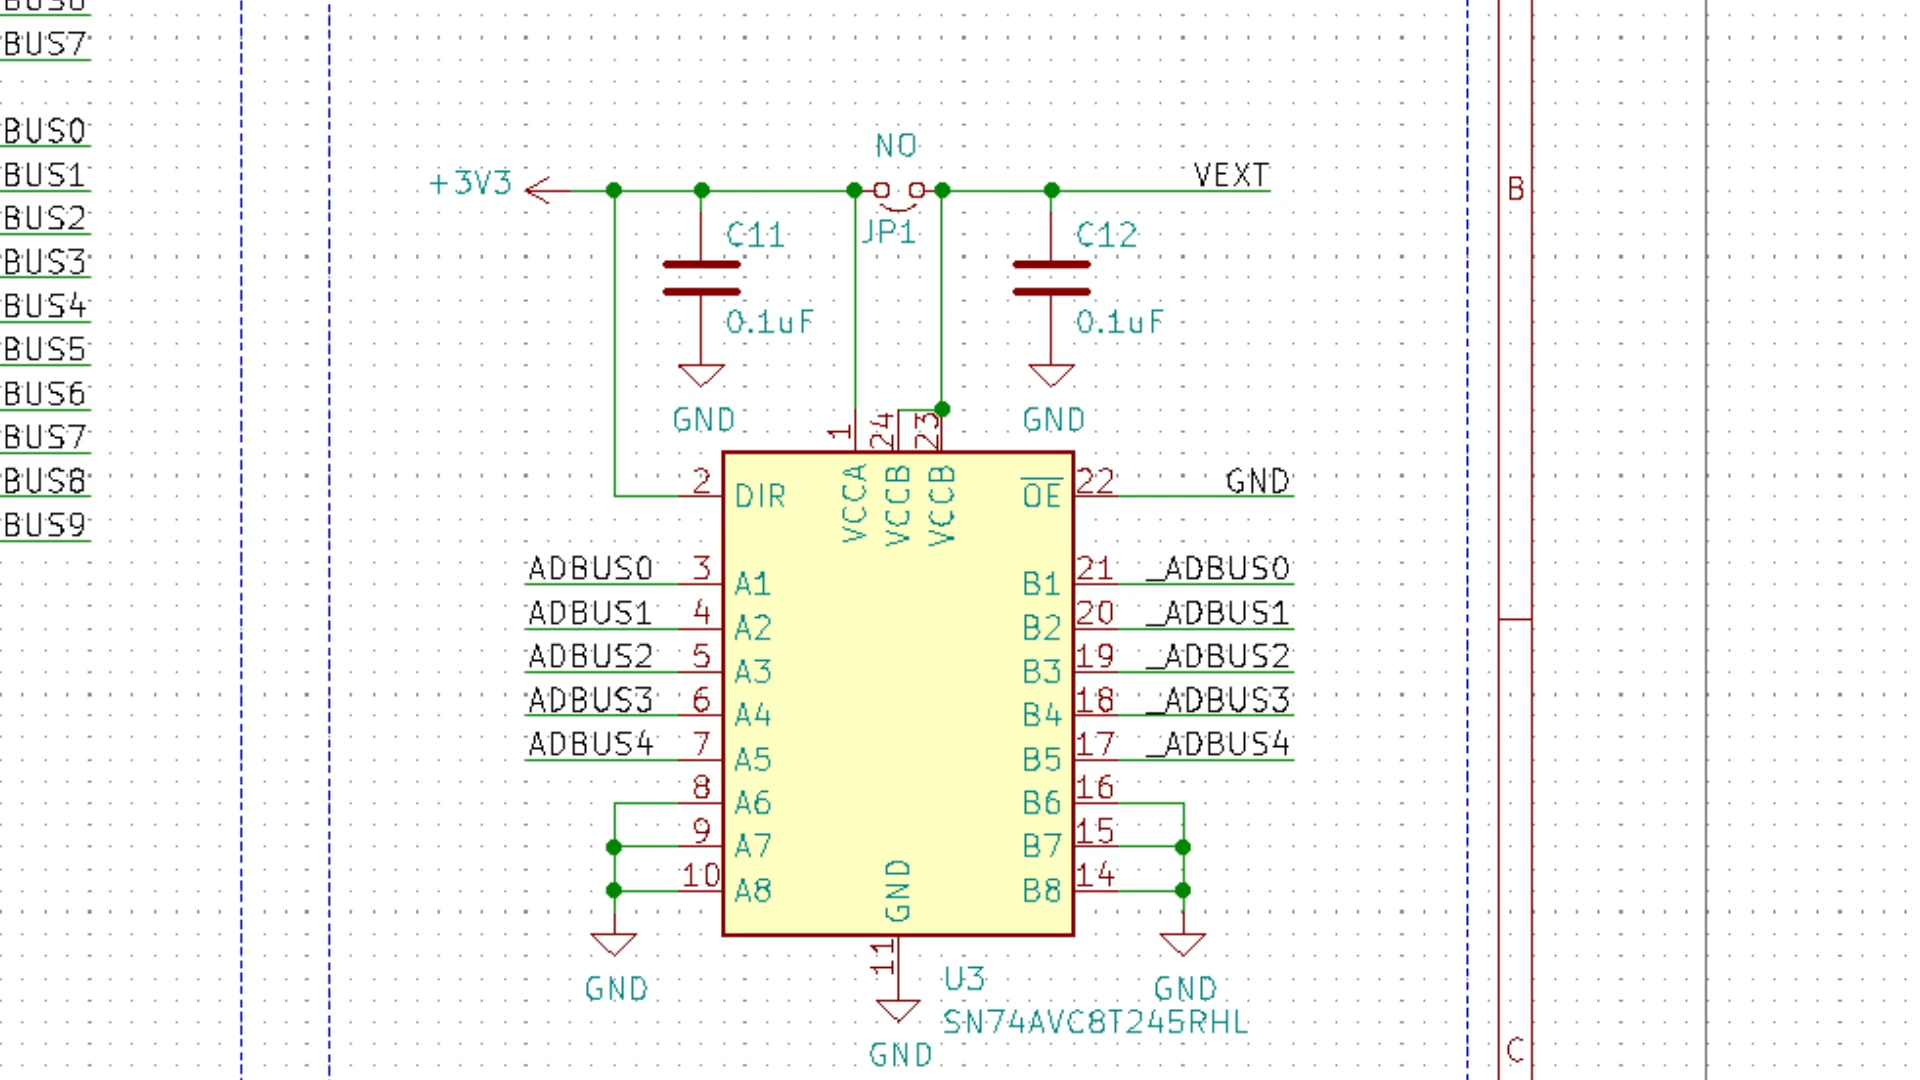 BUS7
BUS0
BUS1
BUS2
BUS3
BUS4
BUS5
BUS6
BUS7
BUS8
BUS9
NO
+3V3
VEXT
JP1
C11
0.1uF
GND
C12
0.1uF
GND
1
24
23
VCCA
VCCB
VCCB
2 DIR
OE 22 GND
ADBUS0 3 A1
B1 21 _ADBUS0
ADBUS1 4 A2
B2 20 _ADBUS1
ADBUS2 5 A3
B3 19 _ADBUS2
ADBUS3 6 A4
B4 18 _ADBUS3
ADBUS4 7 A5
B5 17 _ADBUS4
8 A6
B6 16
9 A7
B7 15
10 A8
B8 14
GND
11
GND
GND
GND
U3
SN74AVC8T245RHL
B
C